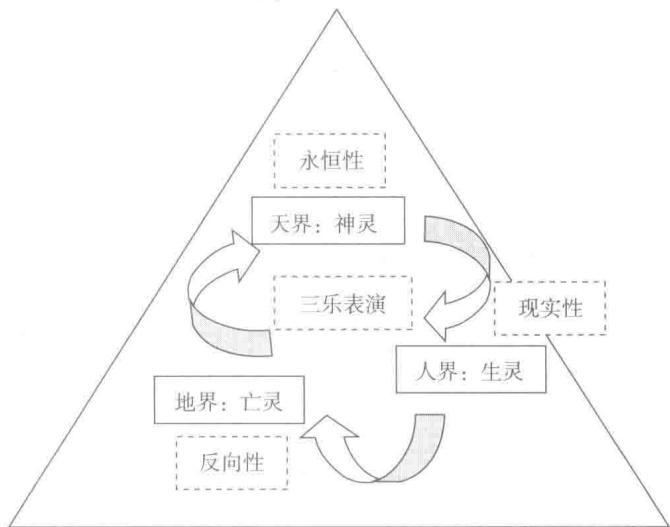 永恒性
天界：神灵
三乐表演
现实性
人界：生灵
地界：亡灵
反向性